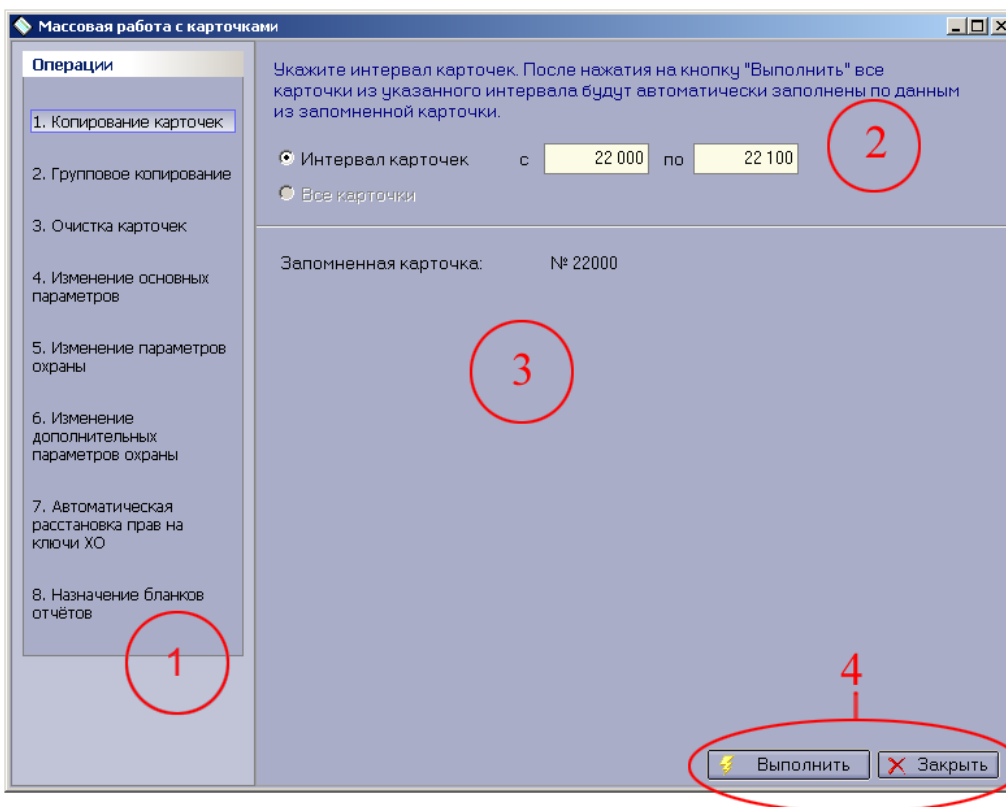 Массовая работа с карточками
Операции
1. Копирование карточек
2. Групповое копирование
3. Очистка карточек
4. Изменение основных
параметров
5. Изменение параметров
охраны
6. Изменение
дополнительных
параметров охраны
7. Автоматическая
расстановка прав на
ключи ХО
8. Назначение бланков
отчётов
1
Укажите интервал карточек. После нажатия на кнопку "Выполнить" все
карточки из указанного интервала будут автоматически заполнены по данным
из запомненной карточки.
2
Интервал карточек с 22 000 по 22 100
Все карточки
Запомненная карточка: № 22000
3
4
Выполнить Закрыть